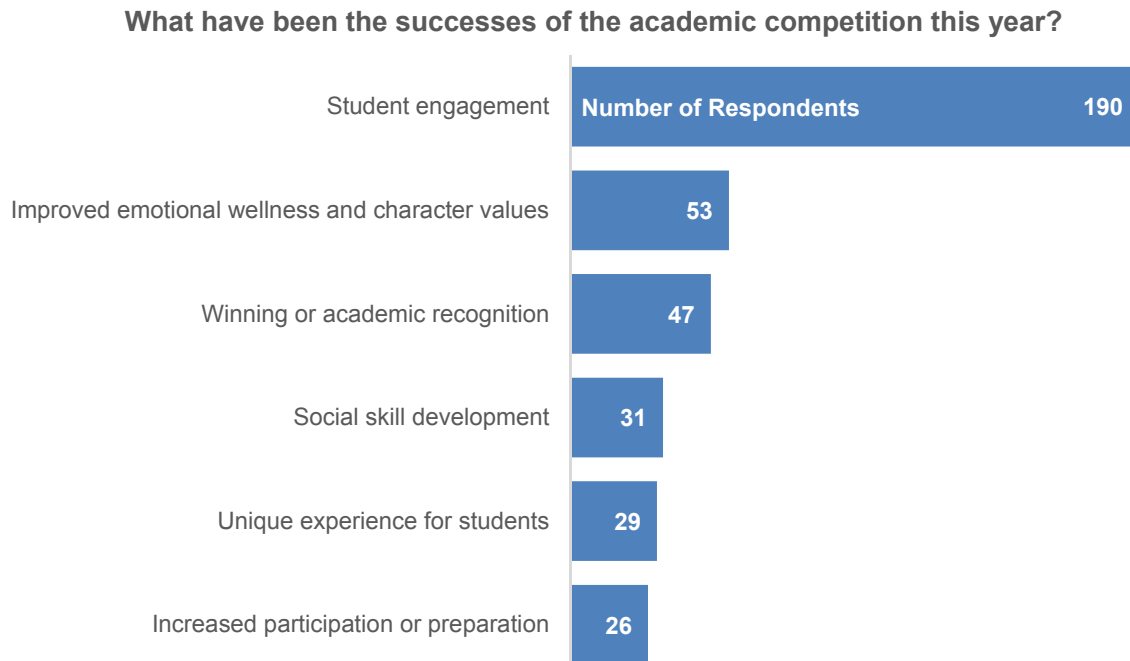 What have been the successes of the academic competition this year?
Student engagement
Number of Respondents 190
Improved emotional wellness and character values 53
Winning or academic recognition 47
Social skill development 31
Unique experience for students 29
Increased participation or preparation 26